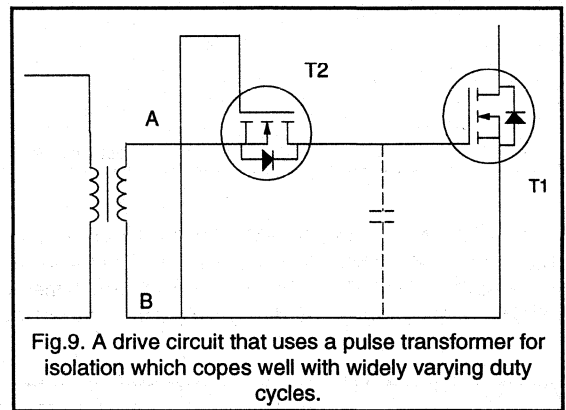 T2
A
T1
B
Fig.9. A drive circuit that uses a pulse transformer for
isolation which copes well with widely varying duty
cycles.